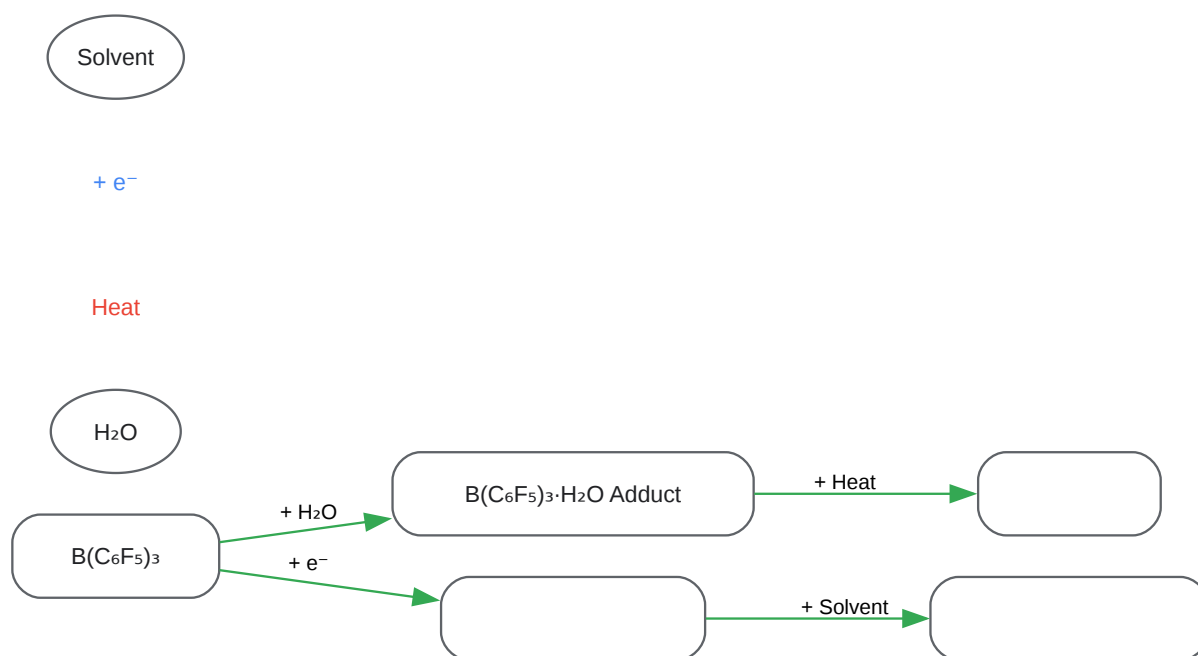 Solvent
+ e⁻
Heat
H₂O
B(C₆F₅)₃
+ H₂O
+ e⁻
B(C₆F₅)₃·H₂O Adduct
+ Heat
+ Solvent